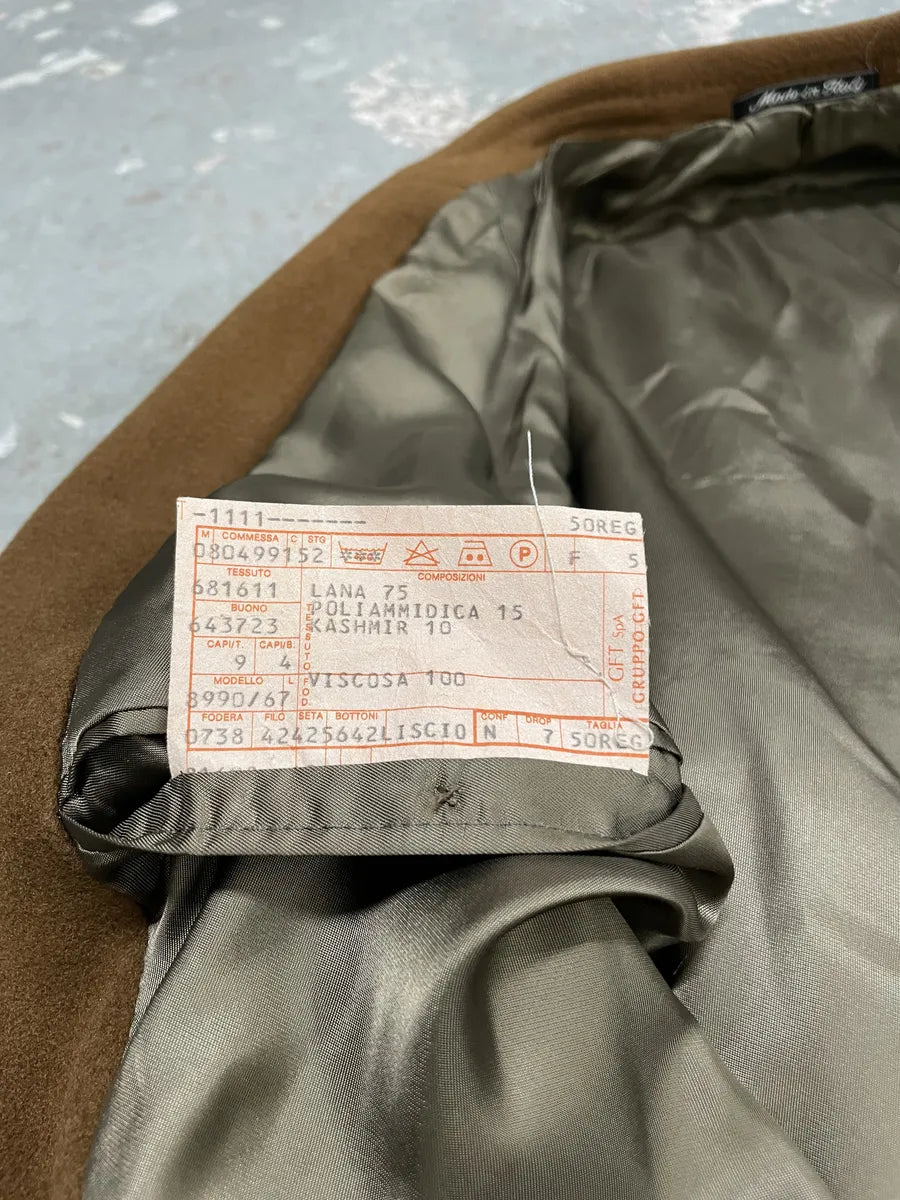 Made in Italy
-1111-------
50REG
M COMMESSA C STG
080499152
P
F 5
TESSUTO
COMPOSIZIONI
681611
LANA 75
BUONO
POLIAMMIDICA 15
643723
KASHMIR 10
CAPI/T. CAPI/B.
9 4
TESSUTO
MODELLO L
VISCOSA 100
8990/67
FOD.
GFT SpA
GRUPPO GFT
FODERA FILO SETA BOTTONI CONF DROP TAGLIA
0738 42425642LISCIO N 7 50REG